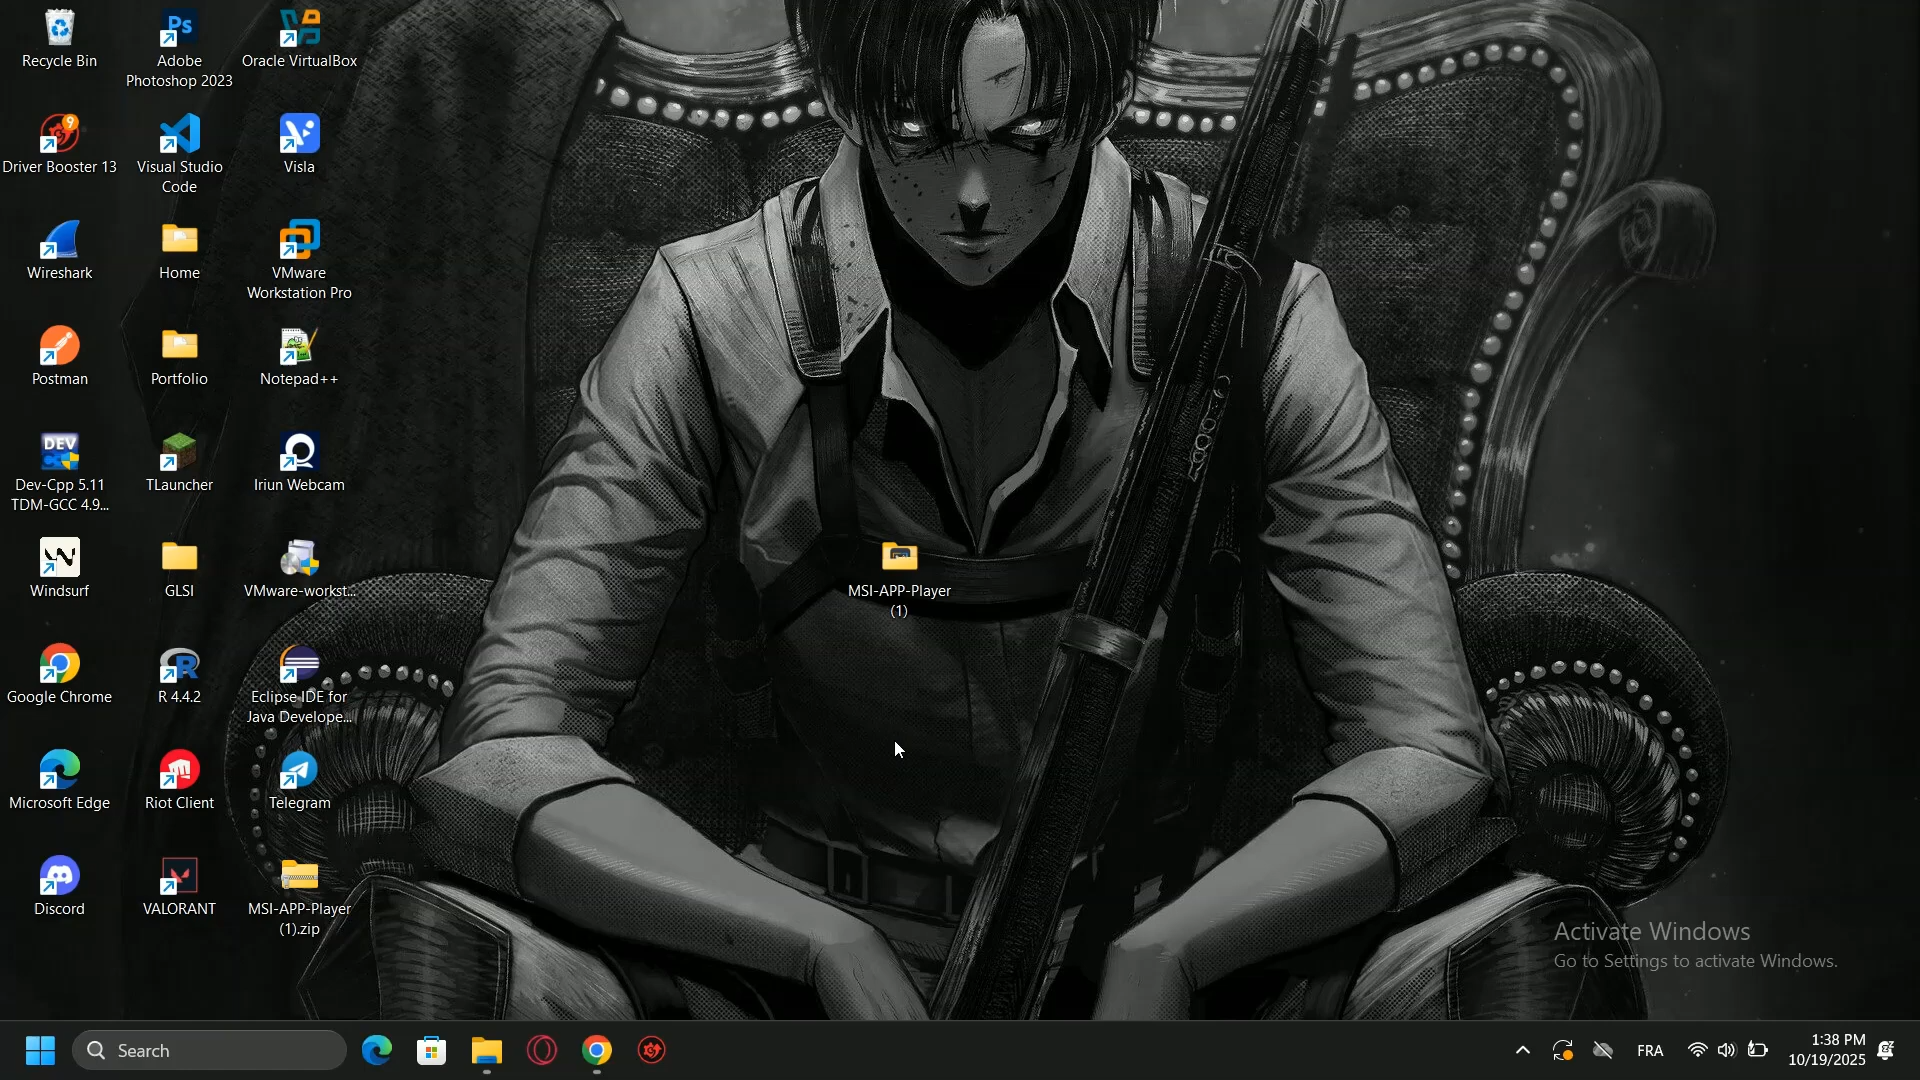 Recycle Bin
Adobe
Photoshop 2023
Oracle VirtualBox
Driver Booster 13
Visual Studio
Code
Visla
Wireshark
Home
VMware
Workstation Pro
Postman
Portfolio
Notepad++
Dev-Cpp 5.11
TDM-GCC 4.9...
TLauncher
Iriun Webcam
Windsurf
GLSI
VMware-workst...
MSI-APP-Player
(1)
Google Chrome
R 4.4.2
Eclipse IDE for
Java Develope...
Microsoft Edge
Riot Client
Telegram
Discord
VALORANT
MSI-APP-Player
(1).zip
Activate Windows
Go to Settings to activate Windows.
Search
FRA
1:38 PM
10/19/2025
Ps
9
DEV
R